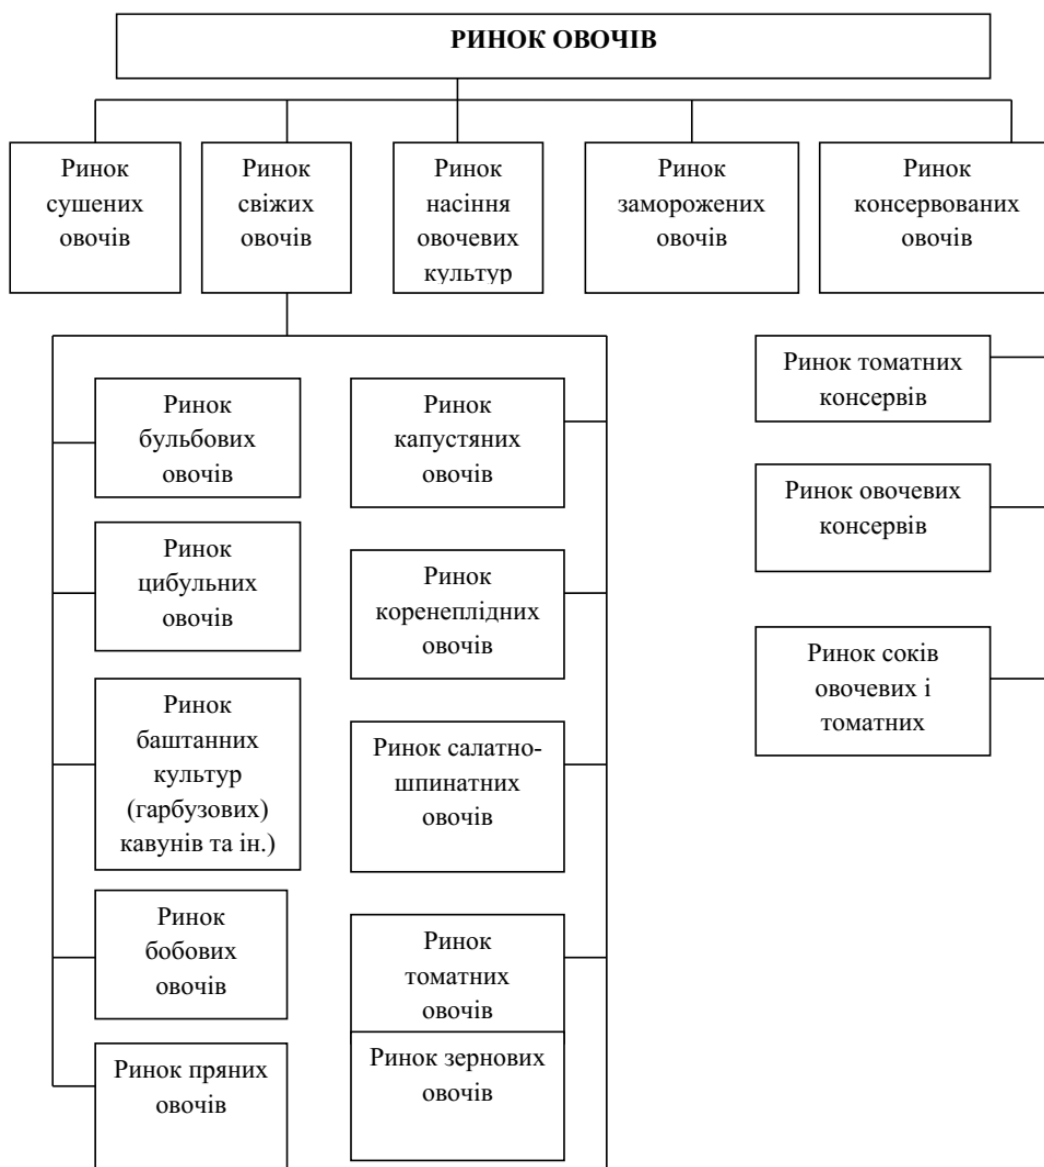 РИНОК ОВОЧІВ
Ринок
сушених
овочів
Ринок
свіжих
овочів
Ринок
насіння
овочевих
культур
Ринок
заморожених
овочів
Ринок
консервованих
овочів
Ринок
бульбових
овочів
Ринок
цибульних
овочів
Ринок
баштанних
культур
(гарбузових)
кавунів та ін.)
Ринок
бобових
овочів
Ринок пряних
овочів
Ринок
капустяних
овочів
Ринок
коренеплідних
овочів
Ринок салатно-
шпинатних
овочів
Ринок
томатних
овочів
Ринок зернових
овочів
Ринок томатних
консервів
Ринок овочевих
консервів
Ринок соків
овочевих і
томатних